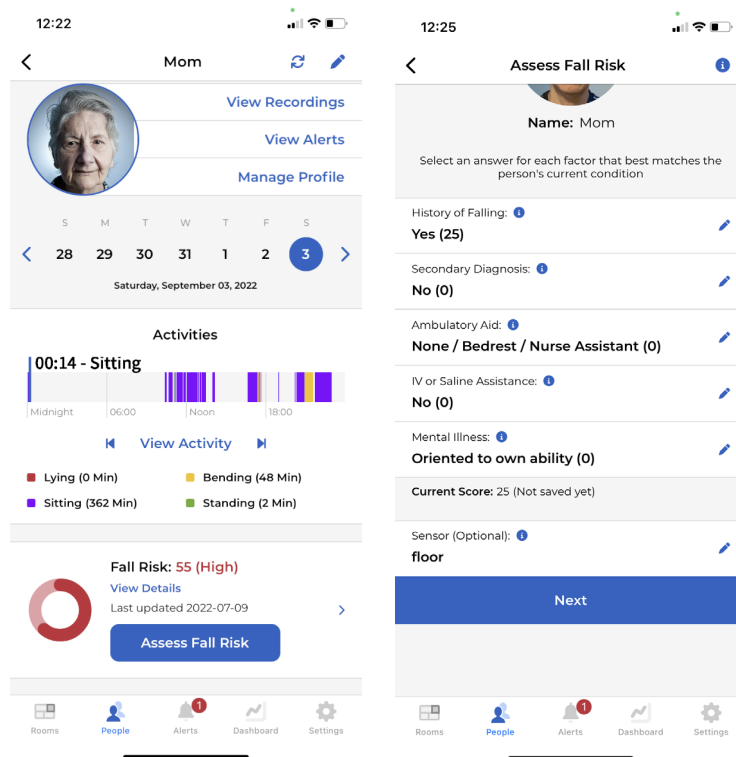 12:22
Mom
View Recordings
View Alerts
Manage Profile
S M T W T F S
28 29 30 31 1 2 3
Saturday, September 03, 2022
Activities
00:14 - Sitting
Midnight 06:00 Noon 18:00
View Activity
Lying (0 Min) Bending (48 Min)
Sitting (362 Min) Standing (2 Min)
Fall Risk: 55 (High)
View Details
Last updated 2022-07-09
Assess Fall Risk
1
Rooms People Alerts Dashboard Settings
12:25
Assess Fall Risk
Name: Mom
Select an answer for each factor that best matches the
person's current condition
History of Falling:
Yes (25)
Secondary Diagnosis:
No (0)
Ambulatory Aid:
None / Bedrest / Nurse Assistant (0)
IV or Saline Assistance:
No (0)
Mental Illness:
Oriented to own ability (0)
Current Score: 25 (Not saved yet)
Sensor (Optional):
floor
Next
1
Rooms People Alerts Dashboard Settings